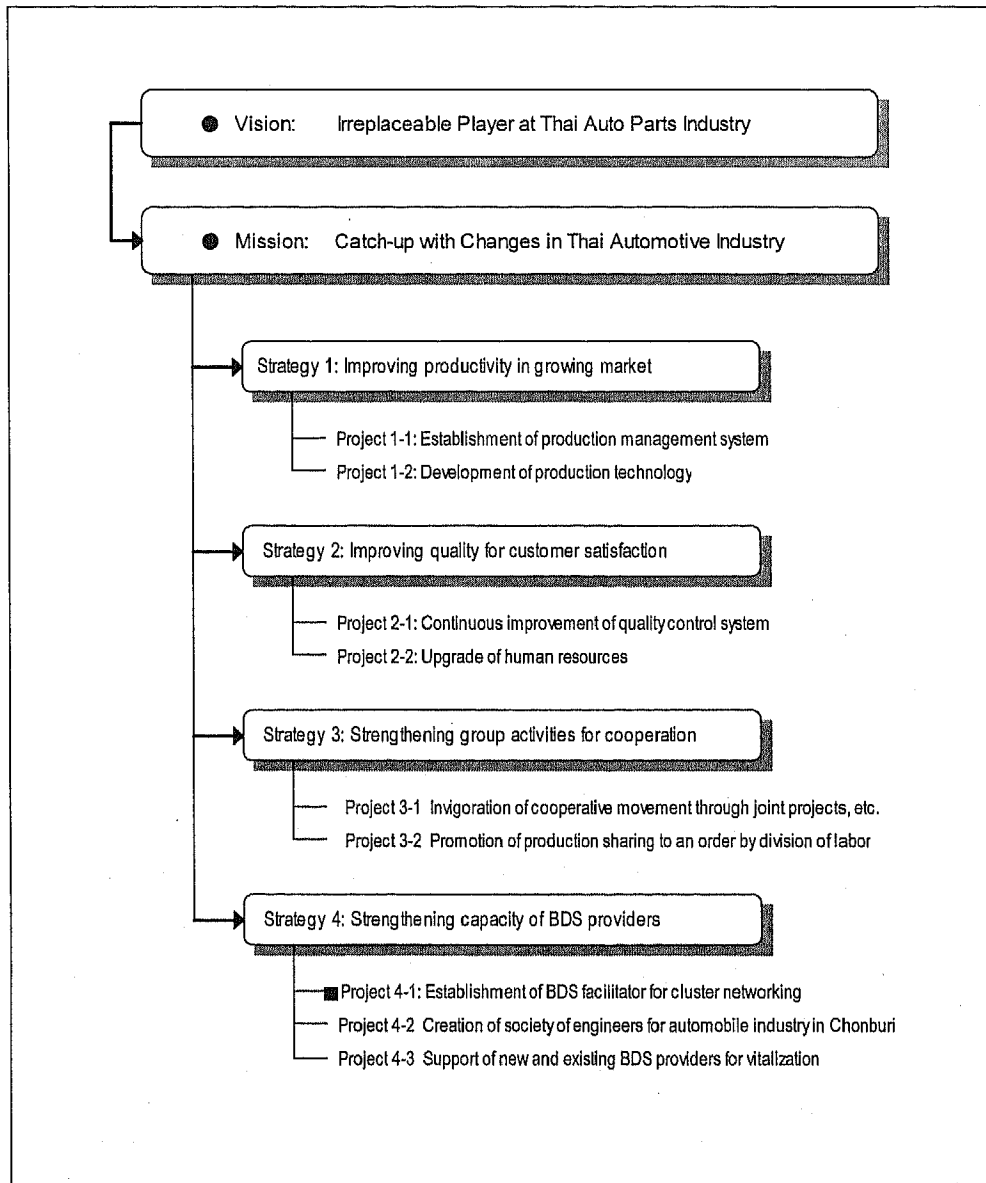 ● Vision: Irreplaceable Player at Thai Auto Parts Industry
● Mission: Catch-up with Changes in Thai Automotive Industry
Strategy 1: Improving productivity in growing market
Project 1-1: Establishment of production management system
Project 1-2: Development of production technology
Strategy 2: Improving quality for customer satisfaction
Project 2-1: Continuous improvement of quality control system
Project 2-2: Upgrade of human resources
Strategy 3: Strengthening group activities for cooperation
Project 3-1 Invigoration of cooperative movement through joint projects, etc.
Project 3-2 Promotion of production sharing to an order by division of labor
Strategy 4: Strengthening capacity of BDS providers
■ Project 4-1: Establishment of BDS facilitator for cluster networking
Project 4-2 Creation of society of engineers for automobile industry in Chonburi
Project 4-3 Support of new and existing BDS providers for vitalization